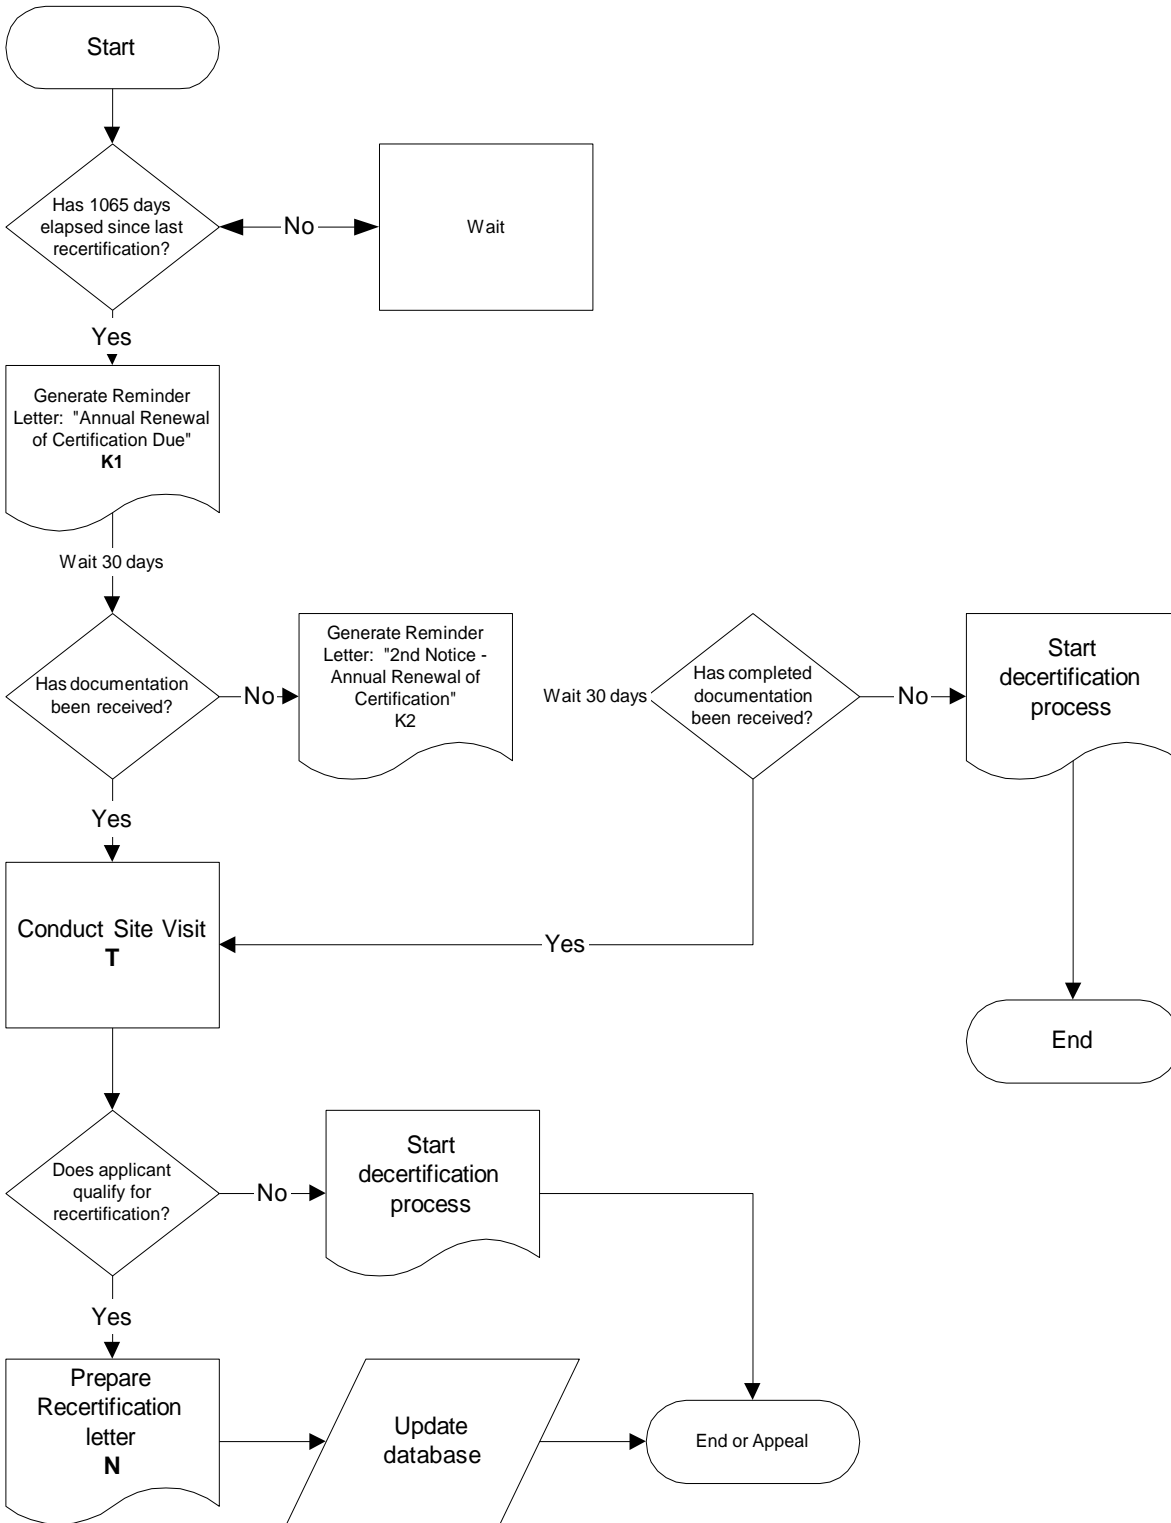 Start
Has 1065 days
elapsed since last
recertification?
No
Wait
Yes
Generate Reminder
Letter:  "Annual Renewal
of Certification Due"
K1
Wait 30 days
Has documentation
been received?
No
Generate Reminder
Letter:  "2nd Notice -
Annual Renewal of
Certification"
K2
Wait 30 days
Has completed
documentation
been received?
No
Start
decertification
process
Yes
Conduct Site Visit
T
Yes
End
Does applicant
qualify for
recertification?
No
Start
decertification
process
Yes
Prepare
Recertification
letter
N
Update
database
End or Appeal